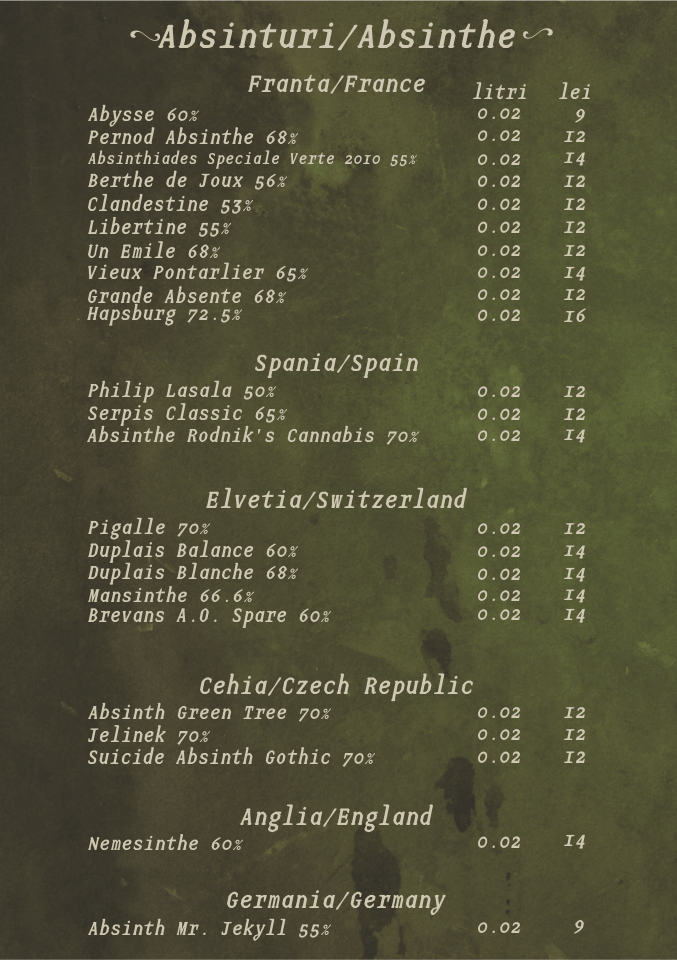 Absinturi/Absinthe
Franta/France litri lei
Abysse 60% 0.02 9
Pernod Absinthe 68% 0.02 12
Absinthiades Speciale Verte 2010 55% 0.02 14
Berthe de Joux 56% 0.02 12
Clandestine 53% 0.02 12
Libertine 55% 0.02 12
Un Emile 68% 0.02 12
Vieux Pontarlier 65% 0.02 14
Grande Absente 68% 0.02 12
Hapsburg 72.5% 0.02 16
Spania/Spain
Philip Lasala 50% 0.02 12
Serpis Classic 65% 0.02 12
Absinthe Rodnik's Cannabis 70% 0.02 14
Elvetia/Switzerland
Pigalle 70% 0.02 12
Duplais Balance 60% 0.02 14
Duplais Blanche 68% 0.02 14
Mansinthe 66.6% 0.02 14
Brevans A.O. Spare 60% 0.02 14
Cehia/Czech Republic
Absinth Green Tree 70% 0.02 12
Jelinek 70% 0.02 12
Suicide Absinth Gothic 70% 0.02 12
Anglia/England
Nemesinthe 60% 0.02 14
Germania/Germany
Absinth Mr. Jekyll 55% 0.02 9